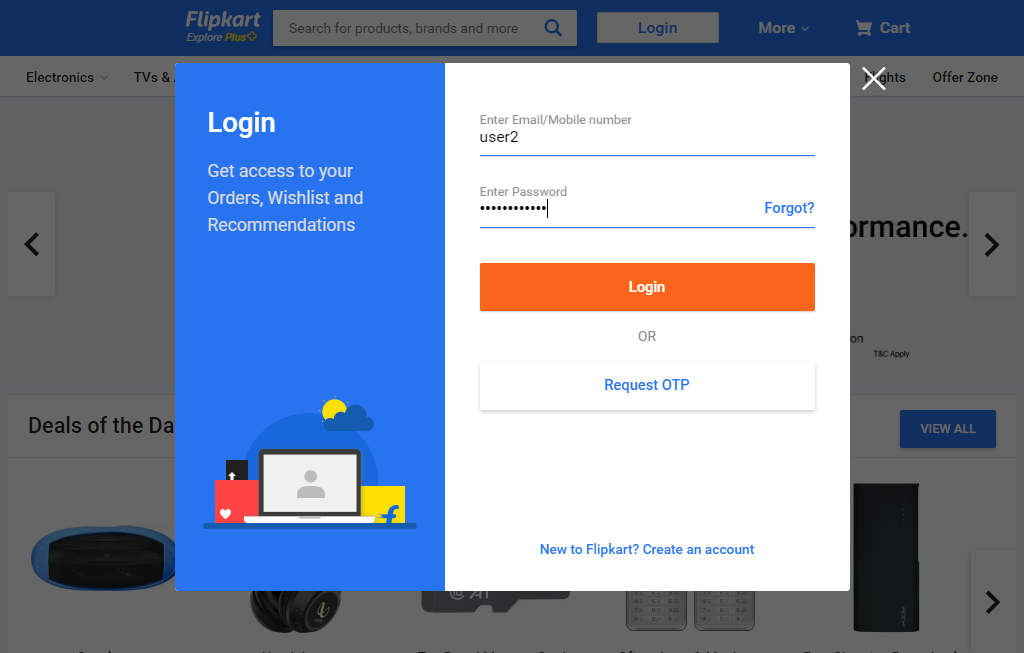 Flipkart
Explore Plus
Search for products, brands and more
Login
More
Cart
Electronics
TVs &
Flights
Offer Zone
Login
Get access to your
Orders, Wishlist and
Recommendations
Enter Email/Mobile number
user2
Enter Password
••••••••••••
Forgot?
Login
OR
Request OTP
New to Flipkart? Create an account
ormance.
on
T&C Apply
Deals of the Da
VIEW ALL